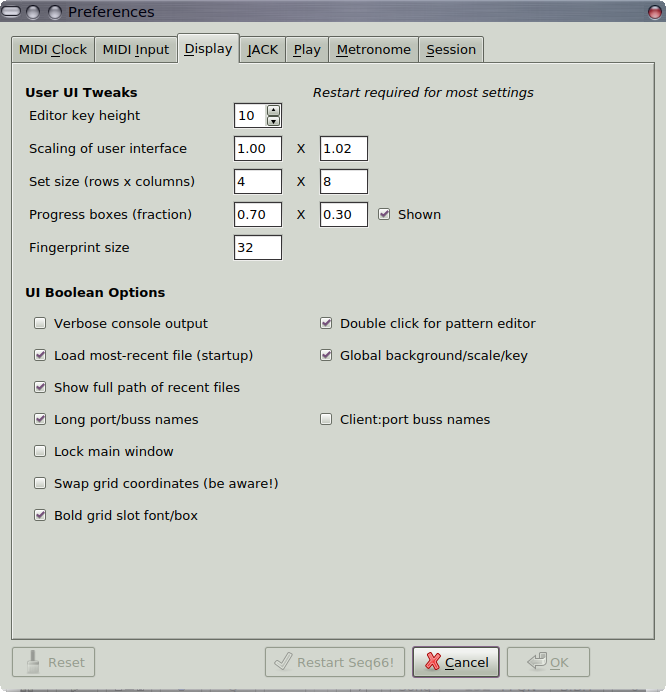 Preferences
MIDI Clock MIDI Input Display JACK Play Metronome Session
User UI Tweaks Restart required for most settings
Editor key height 10
Scaling of user interface 1.00 X 1.02
Set size (rows x columns) 4 X 8
Progress boxes (fraction) 0.70 X 0.30 Shown
Fingerprint size 32
UI Boolean Options
Verbose console output Double click for pattern editor
Load most-recent file (startup) Global background/scale/key
Show full path of recent files
Long port/buss names Client:port buss names
Lock main window
Swap grid coordinates (be aware!)
Bold grid slot font/box
Reset Restart Seq66! Cancel OK